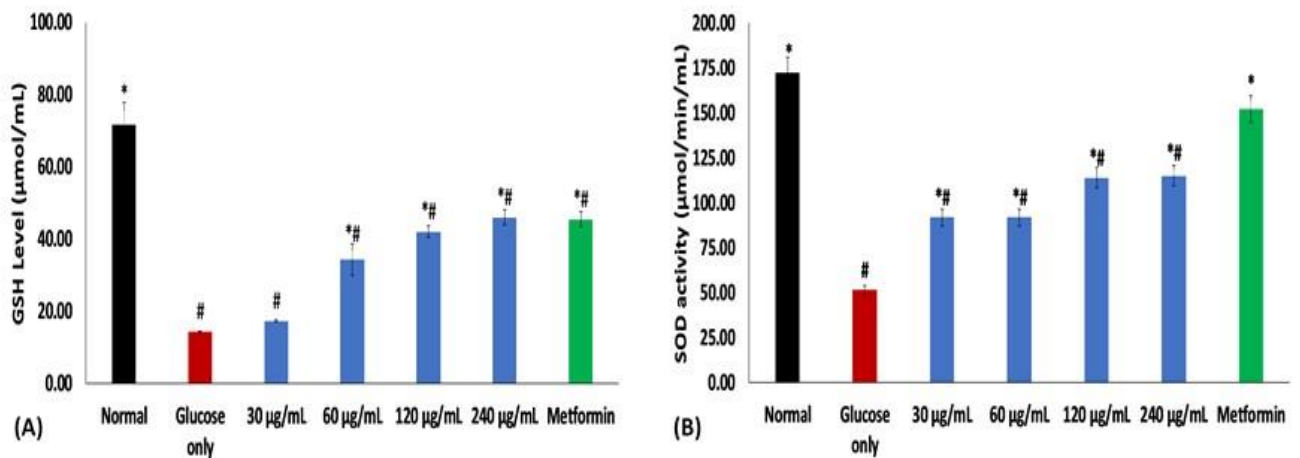 GSH Level (µmol/mL)
100.00
80.00
60.00
40.00
20.00
0.00
*
#
#
*#
*#
*#
*#
Normal
Glucose only
30 µg/mL
60 µg/mL
120 µg/mL
240 µg/mL
Metformin
(A)
SOD activity (µmol/min/mL)
200.00
175.00
150.00
125.00
100.00
75.00
50.00
25.00
0.00
*
#
*#
*#
*#
*#
*
Normal
Glucose only
30 µg/mL
60 µg/mL
120 µg/mL
240 µg/mL
Metformin
(B)